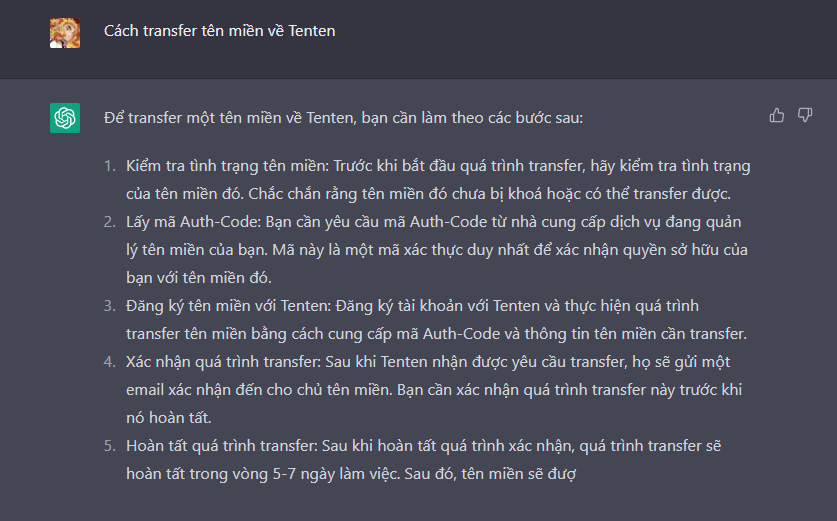 Cách transfer tên miền về Tenten
Để transfer một tên miền về Tenten, bạn cần làm theo các bước sau:
1. Kiểm tra tình trạng tên miền: Trước khi bắt đầu quá trình transfer, hãy kiểm tra tình trạng
của tên miền đó. Chắc chắn rằng tên miền đó chưa bị khoá hoặc có thể transfer được.
2. Lấy mã Auth-Code: Bạn cần yêu cầu mã Auth-Code từ nhà cung cấp dịch vụ đang quản
lý tên miền của bạn. Mã này là một mã xác thực duy nhất để xác nhận quyền sở hữu của
bạn với tên miền đó.
3. Đăng ký tên miền với Tenten: Đăng ký tài khoản với Tenten và thực hiện quá trình
transfer tên miền bằng cách cung cấp mã Auth-Code và thông tin tên miền cần transfer.
4. Xác nhận quá trình transfer: Sau khi Tenten nhận được yêu cầu transfer, họ sẽ gửi một
email xác nhận đến cho chủ tên miền. Bạn cần xác nhận quá trình transfer này trước khi
nó hoàn tất.
5. Hoàn tất quá trình transfer: Sau khi hoàn tất quá trình xác nhận, quá trình transfer sẽ
hoàn tất trong vòng 5-7 ngày làm việc. Sau đó, tên miền sẽ đượ